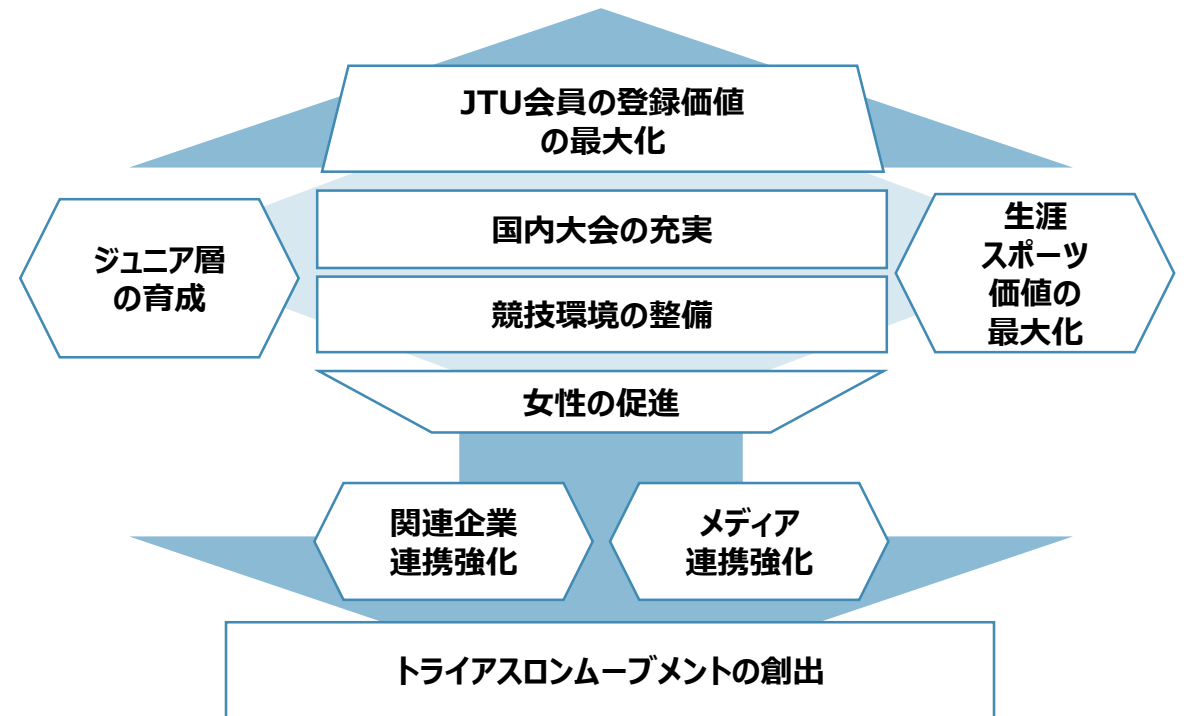 JTU会員の登録価値
の最大化
ジュニア層
の育成
国内大会の充実
競技環境の整備
生涯
スポーツ
価値の
最大化
女性の促進
関連企業
連携強化
メディア
連携強化
トライアスロンムーブメントの創出